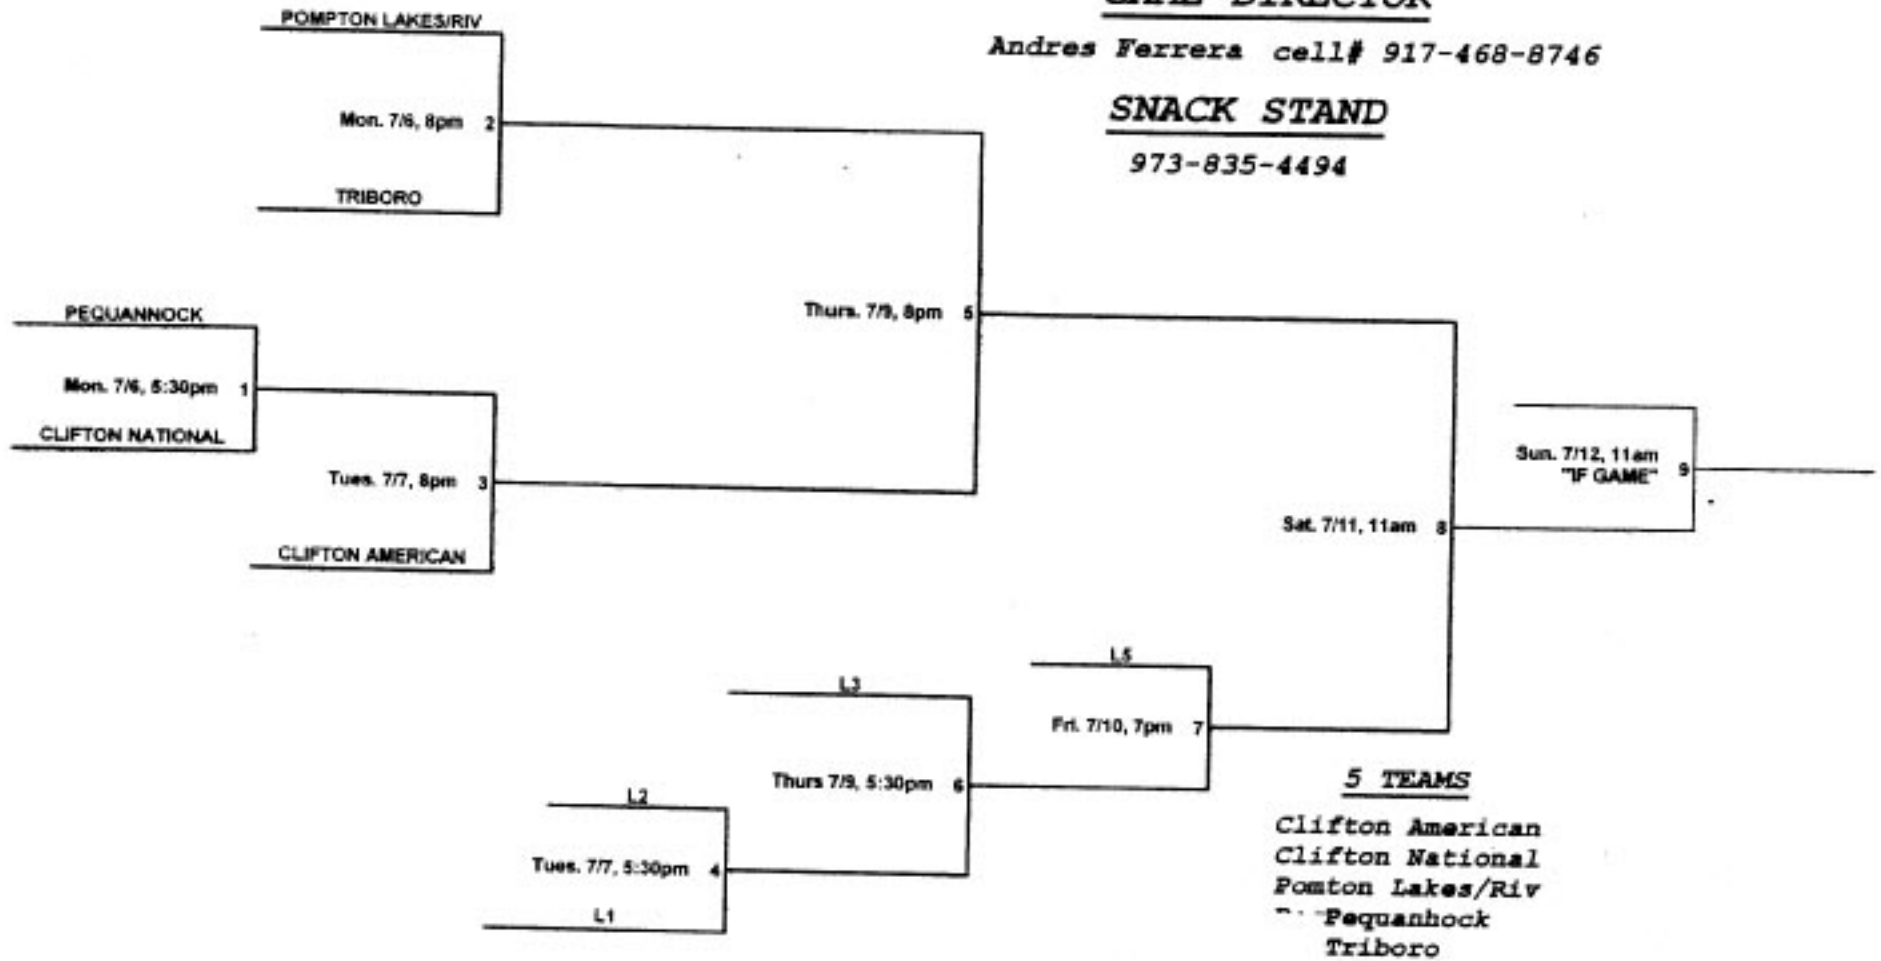 GAME DIRECTOR
Andres Ferrera cell# 917-468-8746
SNACK STAND
973-835-4494
POMPTON LAKES/RIV
Mon. 7/6, 8pm 2
TRIBORO
PEQUANNOCK
Mon. 7/6, 5:30pm 1
CLIFTON NATIONAL
Tues. 7/7, 8pm 3
CLIFTON AMERICAN
Thurs. 7/9, 8pm 5
Sun. 7/12, 11am
"IF GAME" 9
Sat. 7/11, 11am 8
L5
Fri. 7/10, 7pm 7
L3
Thurs 7/9, 5:30pm 6
L2
Tues. 7/7, 5:30pm 4
L1
5 TEAMS
Clifton American
Clifton National
Pomton Lakes/Riv
Pequanhock
Triboro